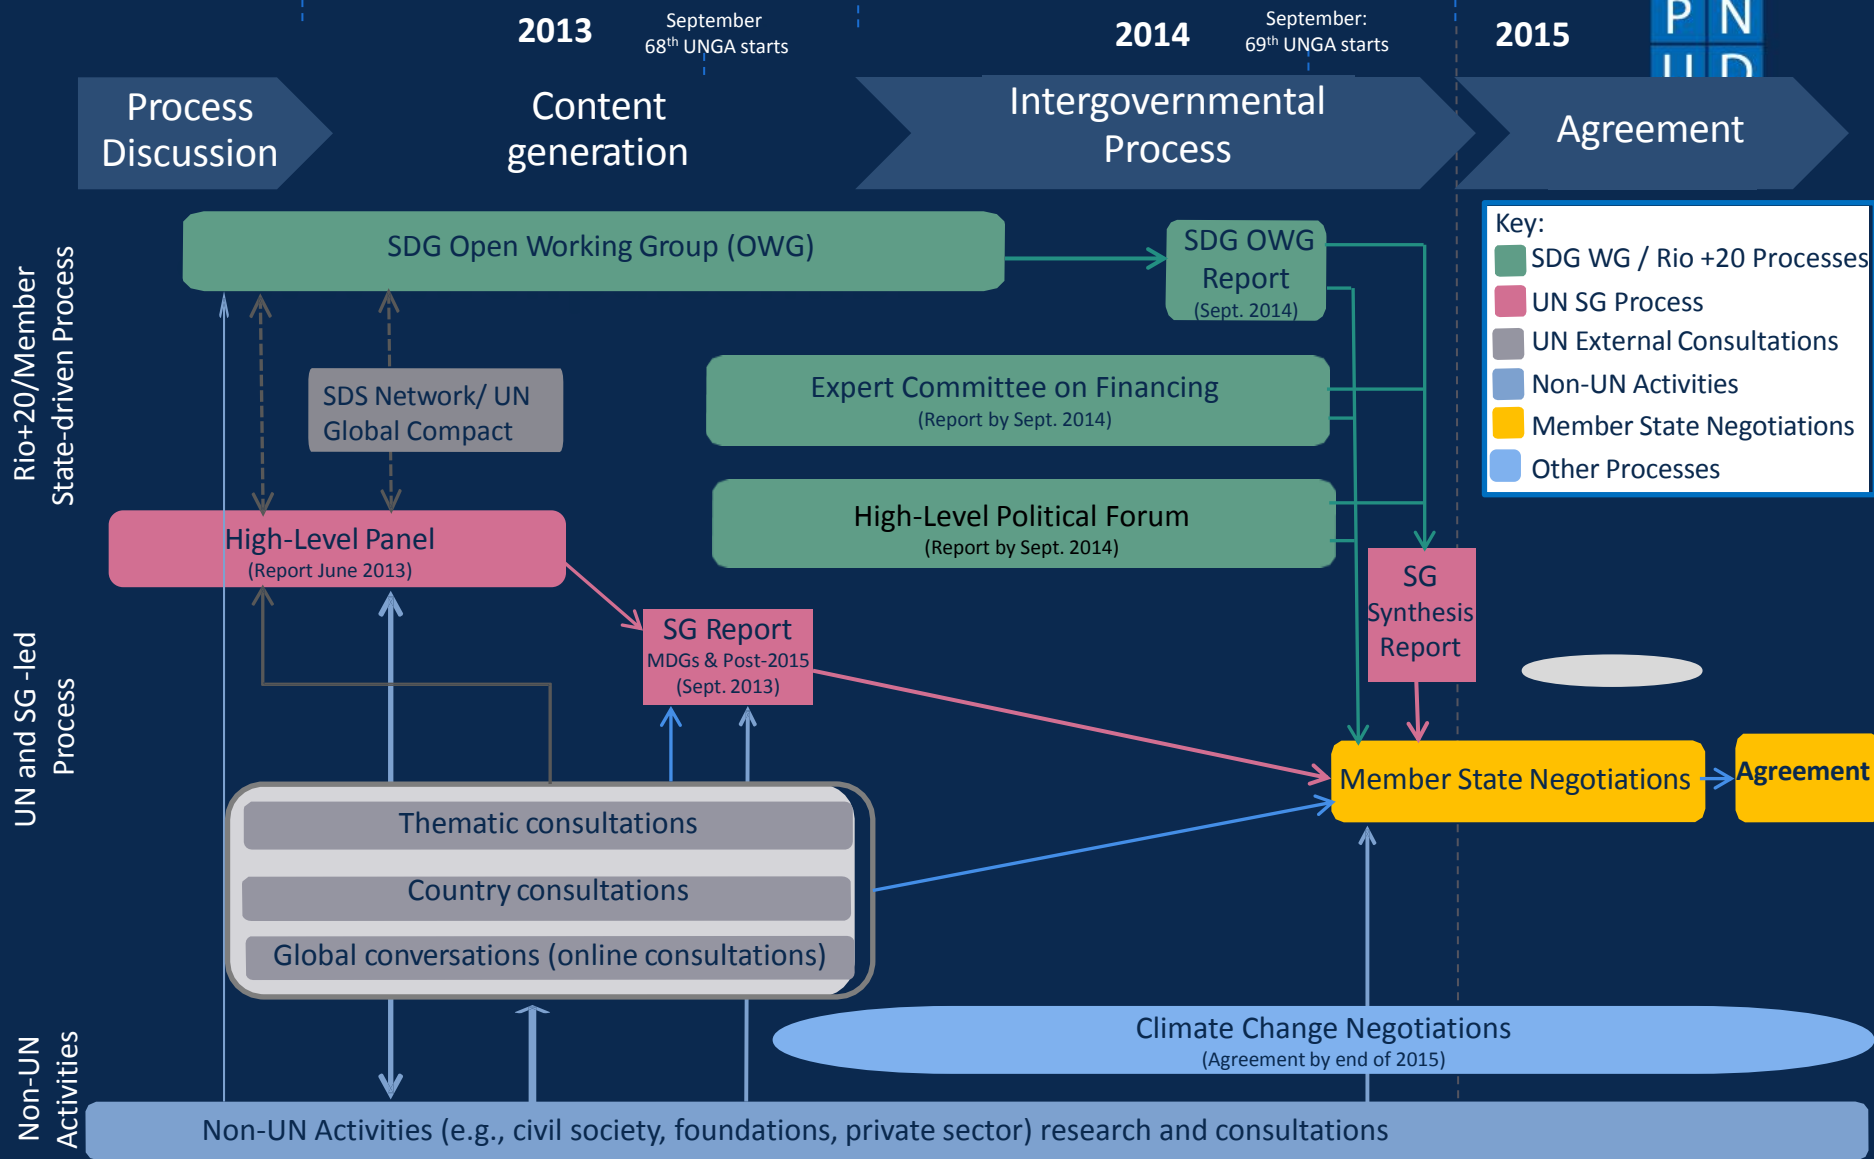 2013
September
68th UNGA starts
2014
September:
69th UNGA starts
2015
P N
U D
Process
Discussion
Content
generation
Intergovernmental
Process
Agreement
Rio+20/Member
State-driven Process
SDG Open Working Group (OWG)
SDG OWG
Report
(Sept. 2014)
Key:
SDG WG / Rio +20 Processes
UN SG Process
UN External Consultations
Non-UN Activities
Member State Negotiations
Other Processes
SDS Network/ UN
Global Compact
Expert Committee on Financing
(Report by Sept. 2014)
High-Level Political Forum
(Report by Sept. 2014)
UN and SG -led
Process
High-Level Panel
(Report June 2013)
SG Report
MDGs & Post-2015
(Sept. 2013)
SG
Synthesis
Report
Member State Negotiations
Agreement
Thematic consultations
Country consultations
Global conversations (online consultations)
Non-UN
Activities
Climate Change Negotiations
(Agreement by end of 2015)
Non-UN Activities (e.g., civil society, foundations, private sector) research and consultations